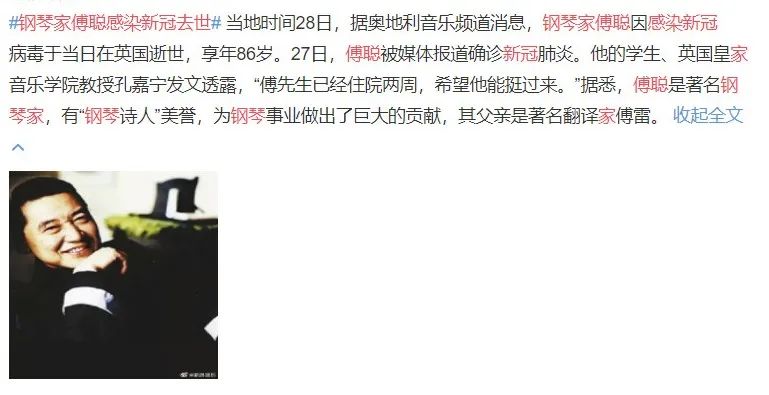 #钢琴家傅聪感染新冠去世# 当地时间28日，据奥地利音乐频道消息，钢琴家傅聪因感染新冠
病毒于当日在英国逝世，享年86岁。27日，傅聪被媒体报道确诊新冠肺炎。他的学生、英国皇家
音乐学院教授孔嘉宁发文透露，“傅先生已经住院两周，希望他能挺过来。”据悉，傅聪是著名钢
琴家，有“钢琴诗人”美誉，为钢琴事业做出了巨大的贡献，其父亲是著名翻译家傅雷。 收起全文